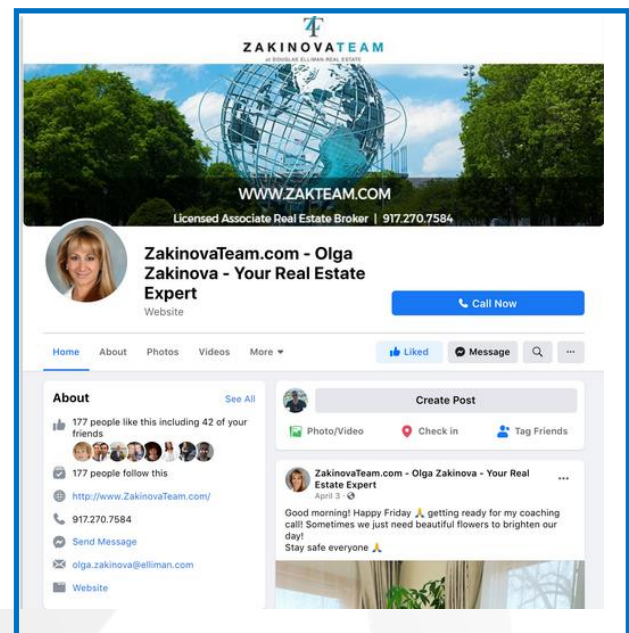 ZAKINOVATEAM
at DOUGLAS ELLIMAN REAL ESTATE
WWW.ZAKTEAM.COM
Licensed Associate Real Estate Broker | 917.270.7584
ZakinovaTeam.com - Olga
Zakinova - Your Real Estate
Expert
Website
Call Now
Home About Photos Videos More
Liked Message
About See All
177 people like this including 42 of your
friends
177 people follow this
http://www.ZakinovaTeam.com/
917.270.7584
Send Message
olga.zakinova@elliman.com
Website
Create Post
Photo/Video Check in Tag Friends
ZakinovaTeam.com - Olga Zakinova - Your Real
Estate Expert
April 3 ·
Good morning! Happy Friday 🙏 getting ready for my coaching
call! Sometimes we just need beautiful flowers to brighten our
day!
Stay safe everyone 🙏